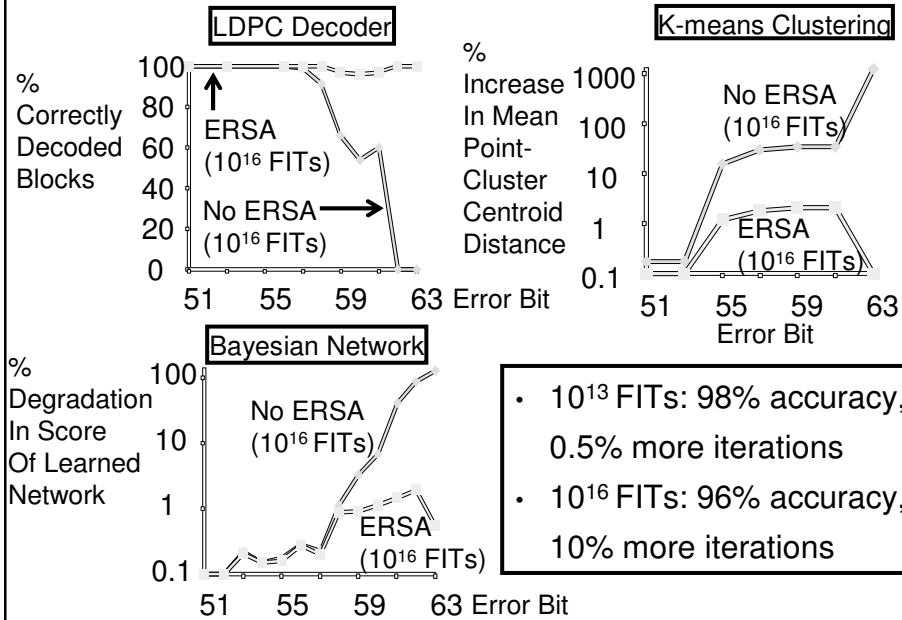 LDPC Decoder
%
Correctly
Decoded
Blocks
100
80
60
40
20
0
ERSA
(10¹⁶ FITs)
No ERSA
(10¹⁶ FITs)
51 55 59 63 Error Bit
K-means Clustering
%
Increase
In Mean
Point-
Cluster
Centroid
Distance
1000
100
10
1
0.1
No ERSA
(10¹⁶ FITs)
ERSA
(10¹⁶ FITs)
51 55 59 63
Error Bit
Bayesian Network
%
Degradation
In Score
Of Learned
Network
100
10
1
0.1
No ERSA
(10¹⁶ FITs)
ERSA
(10¹⁶ FITs)
51 55 59 63 Error Bit
• 10¹³ FITs: 98% accuracy,
0.5% more iterations
• 10¹⁶ FITs: 96% accuracy,
10% more iterations